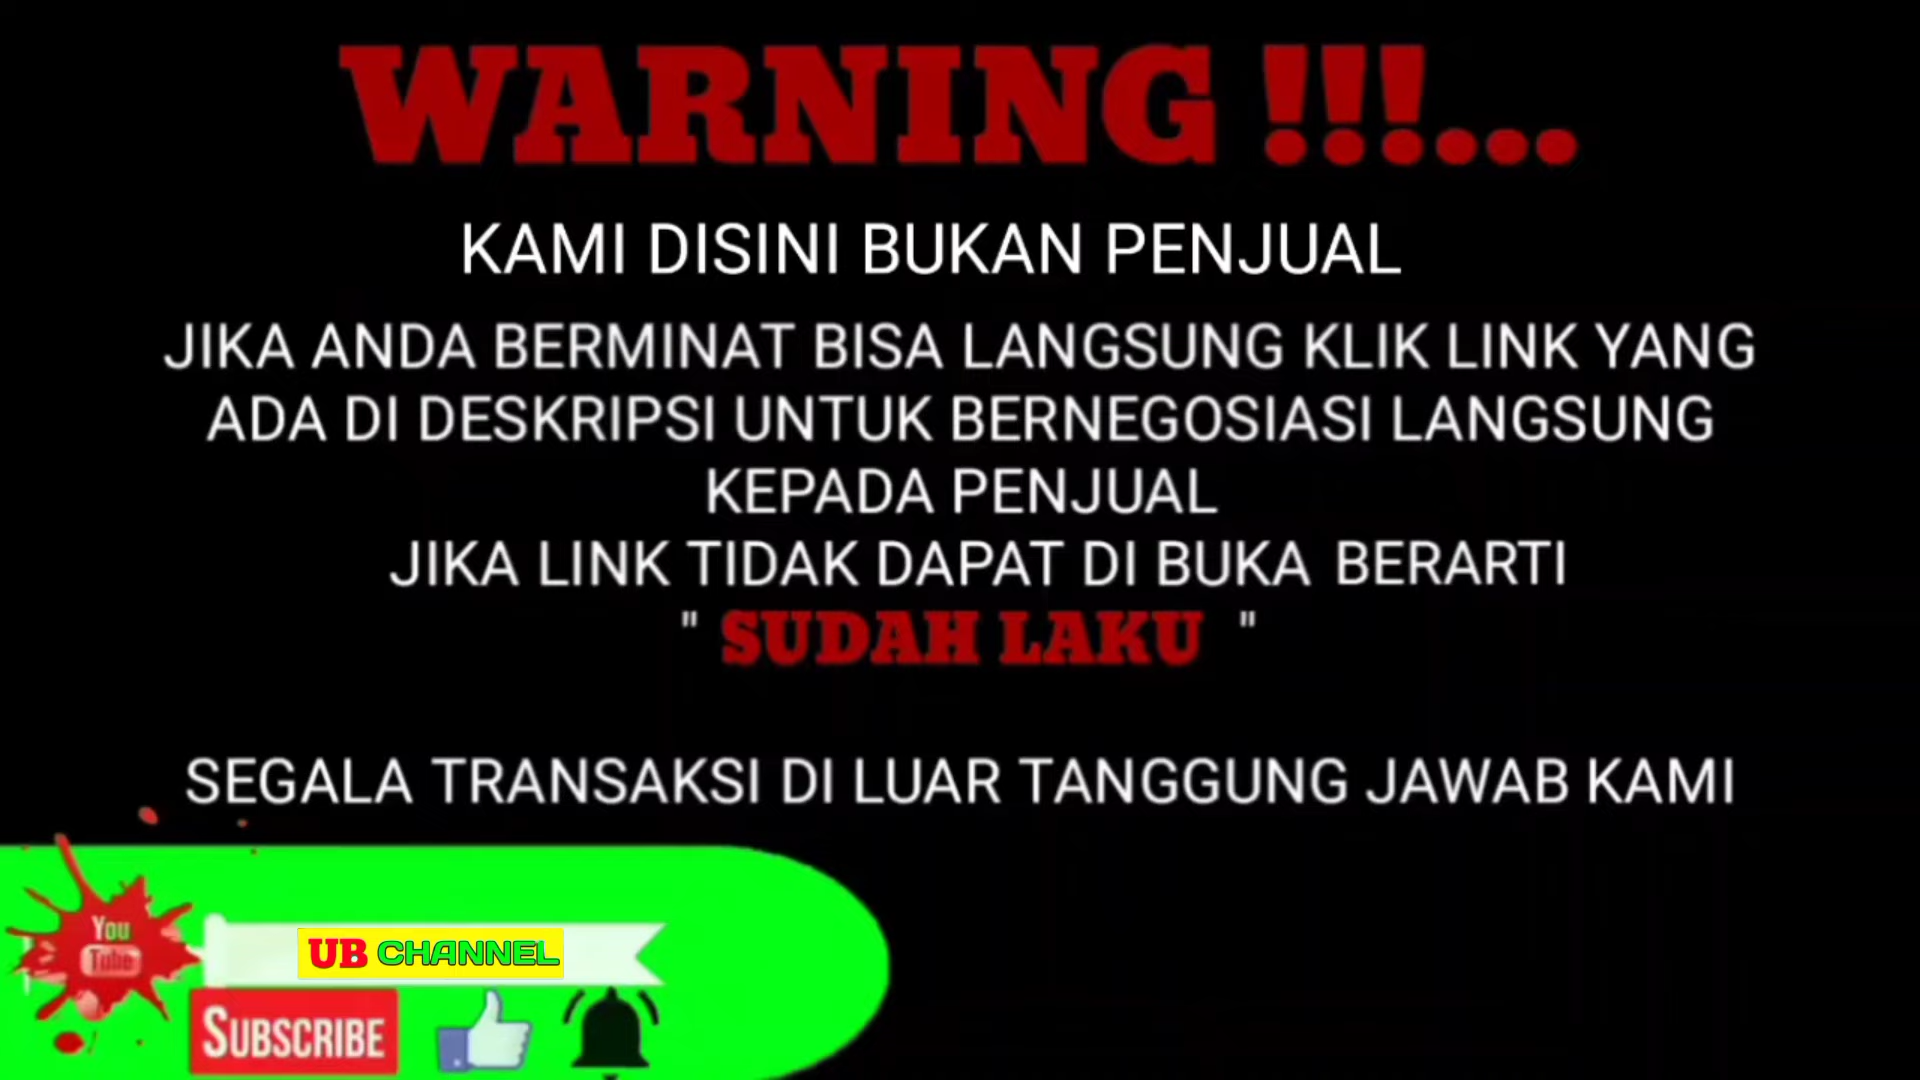 WARNING !!!...
KAMI DISINI BUKAN PENJUAL
JIKA ANDA BERMINAT BISA LANGSUNG KLIK LINK YANG
ADA DI DESKRIPSI UNTUK BERNEGOSIASI LANGSUNG
KEPADA PENJUAL
JIKA LINK TIDAK DAPAT DI BUKA BERARTI
" SUDAH LAKU "
SEGALA TRANSAKSI DI LUAR TANGGUNG JAWAB KAMI
You
Tube
UB CHANNEL
SUBSCRIBE